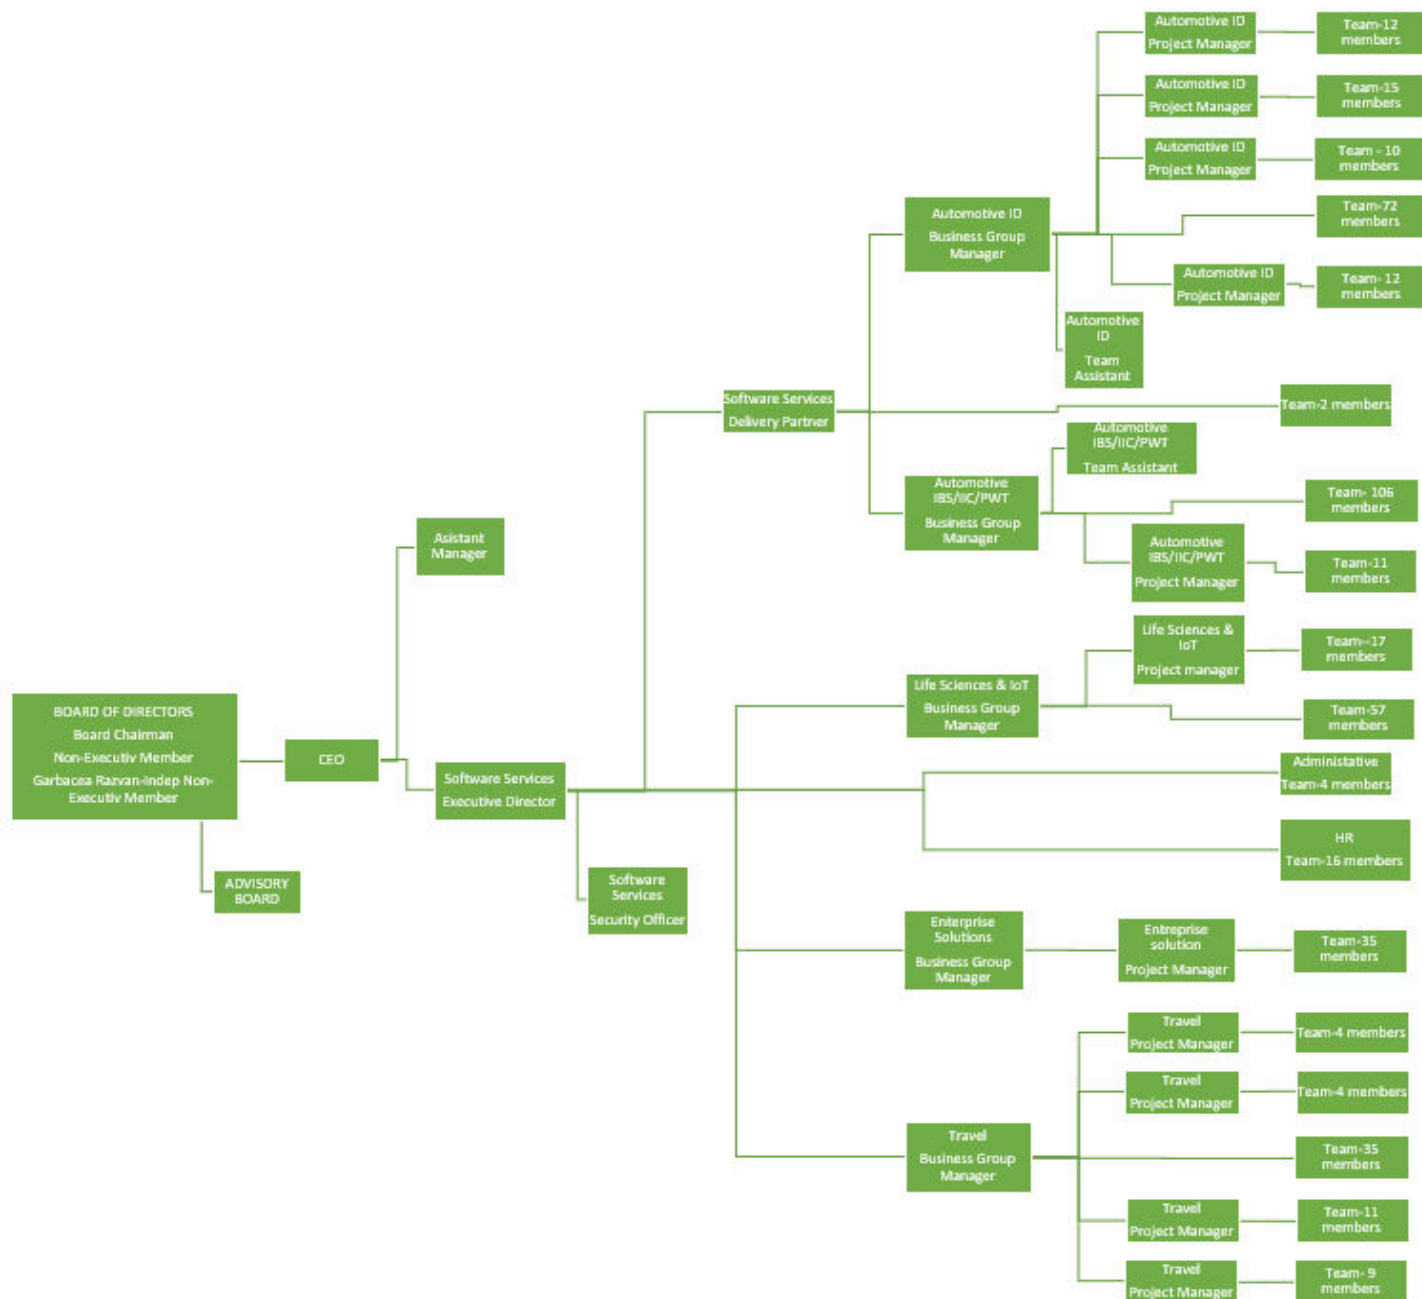 BOARD OF DIRECTORS
Board Chairman
Non-Executiv Member
Garbacea Razvan-Indep Non-
Executiv Member
ADVISORY
BOARD
CEO
Asistant
Manager
Software Services
Executive Director
Software
Services
Security Officer
Software Services
Delivery Partner
Automotive ID
Business Group
Manager
Automotive ID
Project Manager
Team-12
members
Automotive ID
Project Manager
Team-15
members
Automotive ID
Project Manager
Team - 10
members
Team-72
members
Automotive ID
Project Manager
Team- 12
members
Automotive
ID
Team
Assistant
Team-2 members
Automotive
IBS/IIC/PWT
Business Group
Manager
Automotive
IBS/IIC/PWT
Team Assistant
Team- 106
members
Automotive
IBS/IIC/PWT
Project Manager
Team-11
members
Life Sciences & IoT
Business Group
Manager
Life Sciences &
IoT
Project manager
Team--17
members
Team-57
members
Administative
Team-4 members
HR
Team-16 members
Enterprise
Solutions
Business Group
Manager
Entreprise
solution
Project Manager
Team-35
members
Travel
Business Group
Manager
Travel
Project Manager
Team-4 members
Travel
Project Manager
Team-4 members
Team-35
members
Travel
Project Manager
Team-11
members
Travel
Project Manager
Team- 9
members